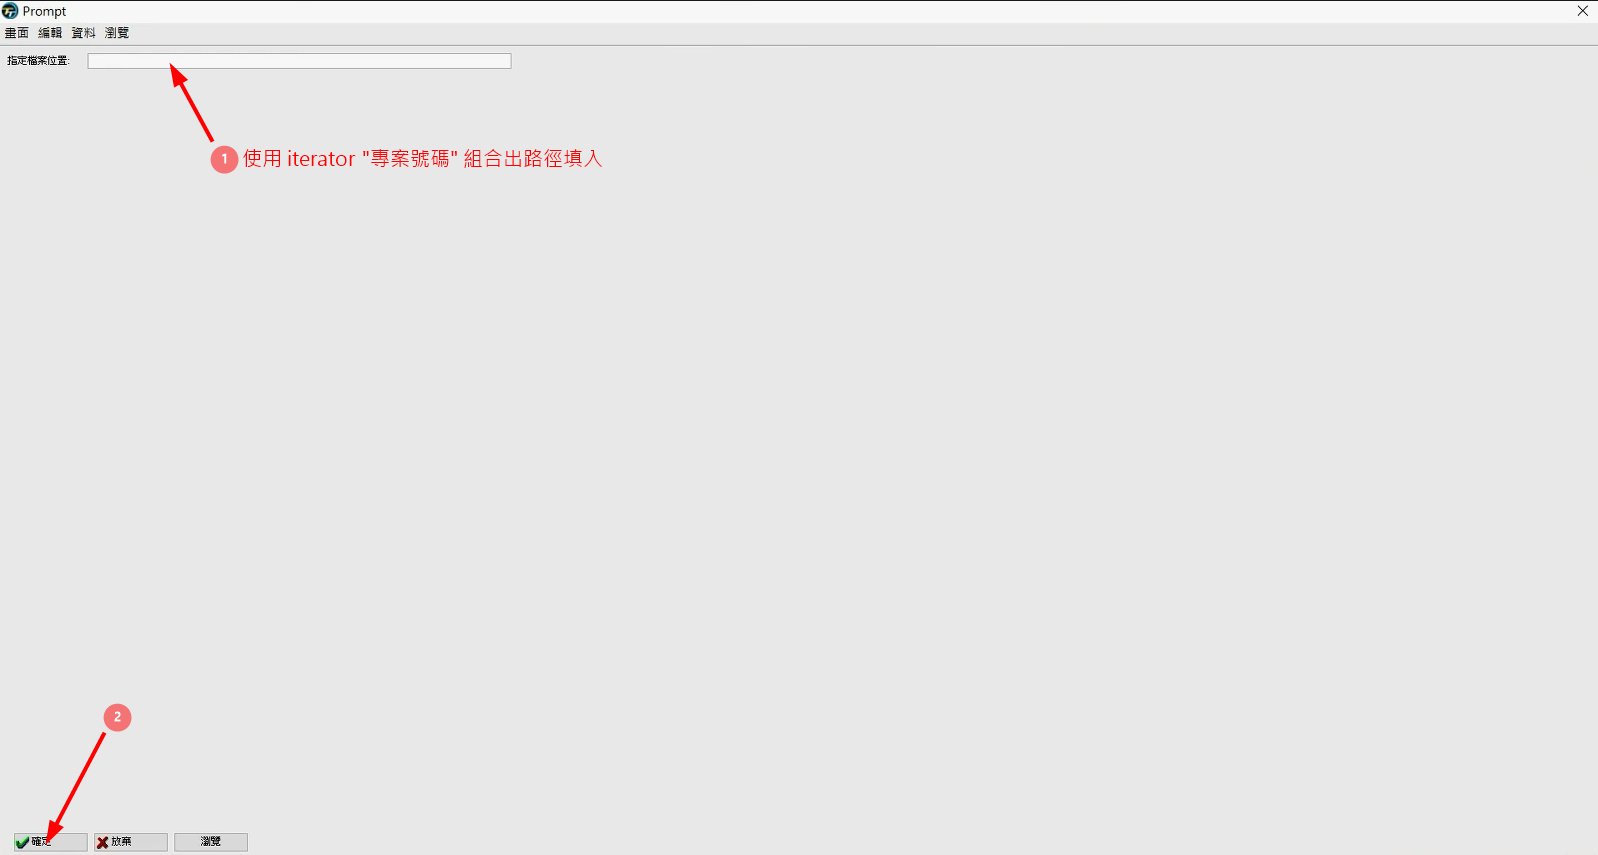 Prompt
畫面 編輯 資料 瀏覽
指定檔案位置:
1 使用 iterator "專案號碼" 組合出路徑填入
2
確定 放棄 瀏覽